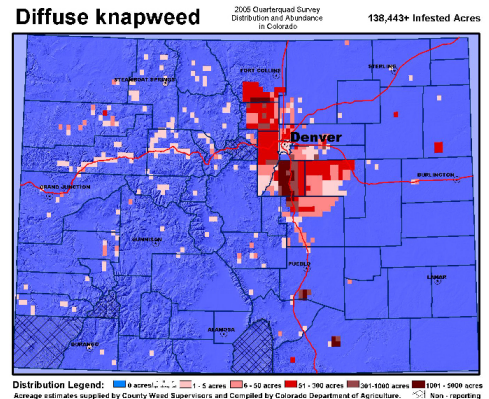 Diffuse knapweed
2005 Quarterquad Survey
Distribution and Abundance
in Colorado
138,443+ Infested Acres
STERLING
FORT COLLINS
STEAMBOAT SPRINGS
Denver
BURLINGTON
GRAND JUNCTION
GUNNISON
PUEBLO
LAMAR
ALAMOSA
DURANGO
Distribution Legend: 0 acres 1 - 5 acres 6 - 50 acres 51 - 300 acres 301-1000 acres 1001 - 5000 acres
Acreage estimates supplied by County Weed Supervisors and Compiled by Colorado Department of Agriculture. Non - reporting